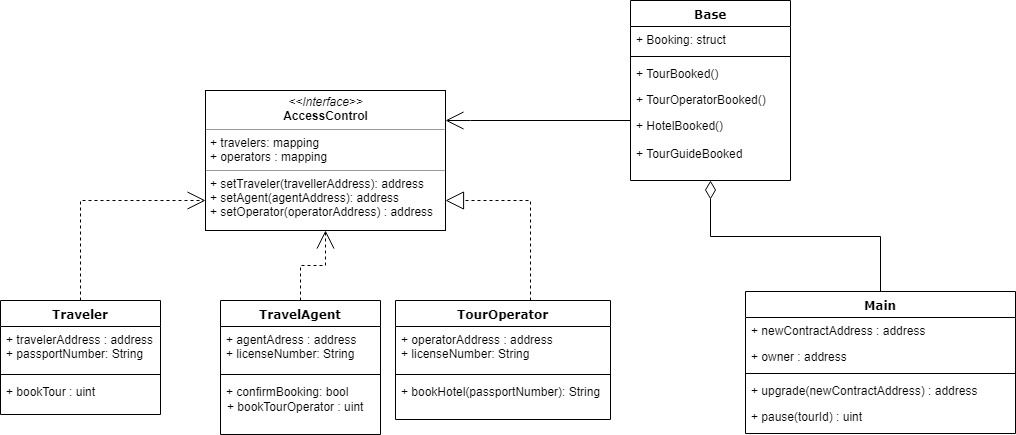 Base
+ Booking: struct
+ TourBooked()
+ TourOperatorBooked()
+ HotelBooked()
+ TourGuideBooked
<<Interface>>
AccessControl
+ travelers: mapping
+ operators : mapping
+ setTraveler(travellerAddress): address
+ setAgent(agentAddress): address
+ setOperator(operatorAddress) : address
Traveler
+ travelerAddress : address
+ passportNumber: String
+ bookTour : uint
TravelAgent
+ agentAdress : address
+ licenseNumber: String
+ confirmBooking: bool
+ bookTourOperator : uint
TourOperator
+ operatorAddress : address
+ licenseNumber: String
+ bookHotel(passportNumber): String
Main
+ newContractAddress : address
+ owner : address
+ upgrade(newContractAddress) : address
+ pause(tourId) : uint